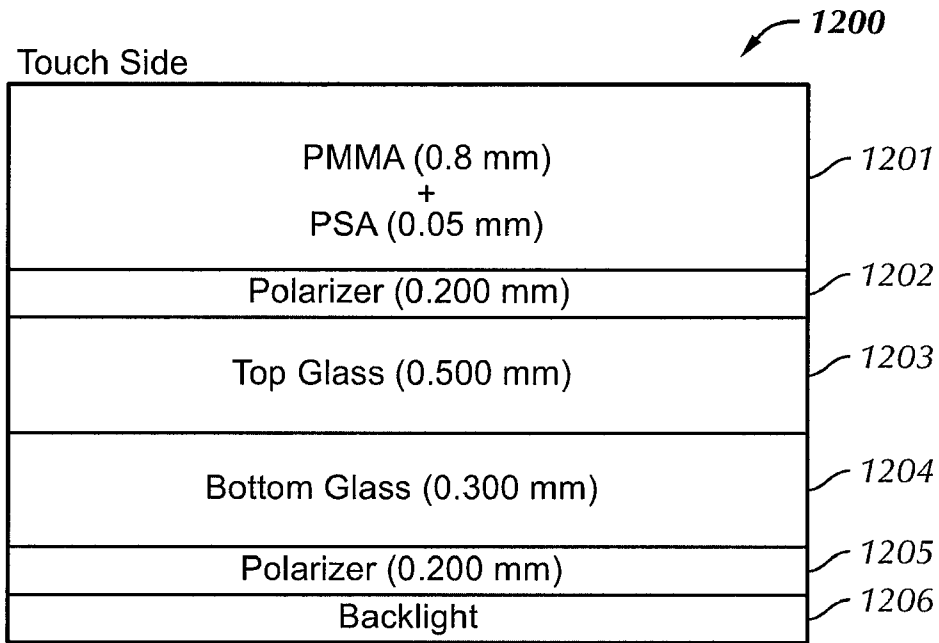 1200
Touch Side
PMMA (0.8 mm)
+
PSA (0.05 mm)
1201
Polarizer (0.200 mm)
1202
Top Glass (0.500 mm)
1203
Bottom Glass (0.300 mm)
1204
Polarizer (0.200 mm)
1205
Backlight
1206